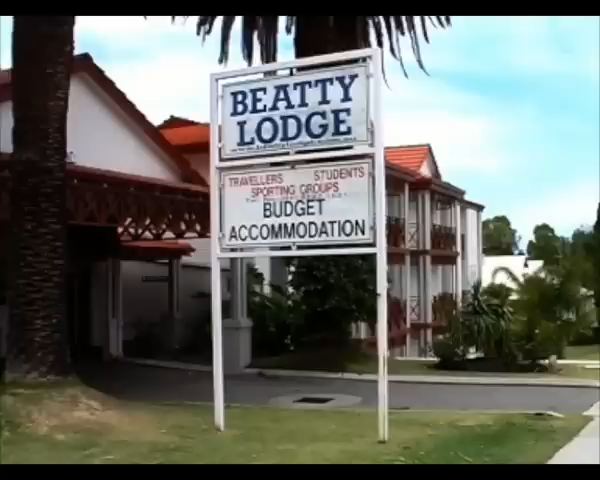 BEATTY
LODGE
TRAVELLERS STUDENTS
SPORTING GROUPS
BUDGET
ACCOMMODATION